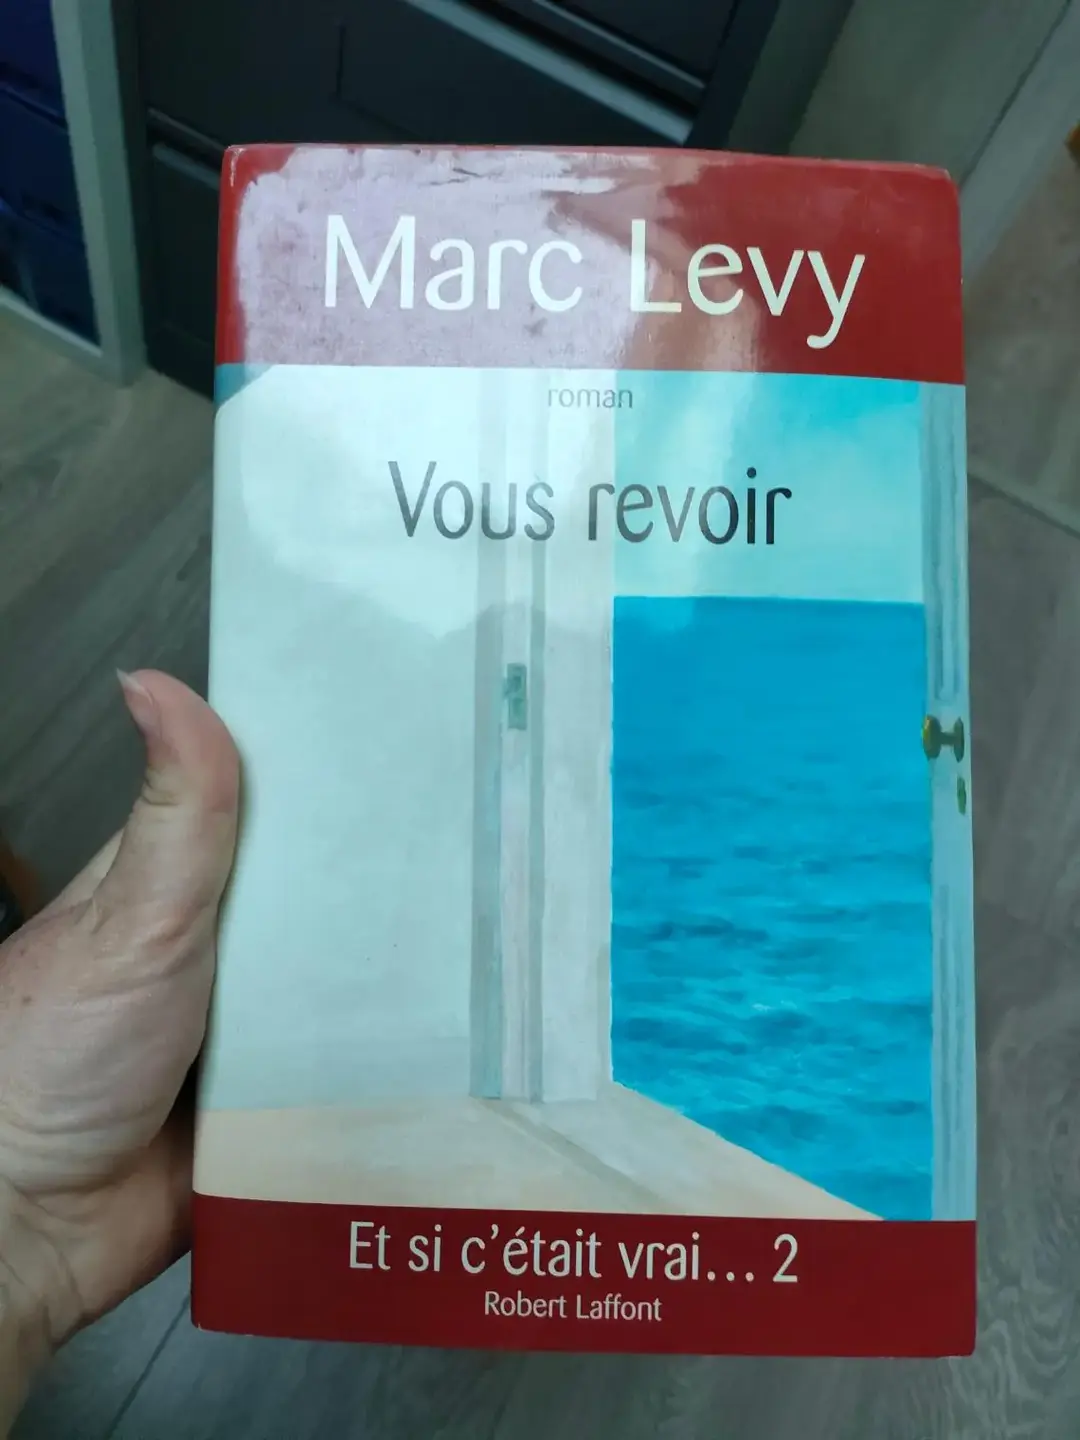 Marc Levy
roman
Vous revoir
Et si c'était vrai... 2
Robert Laffont